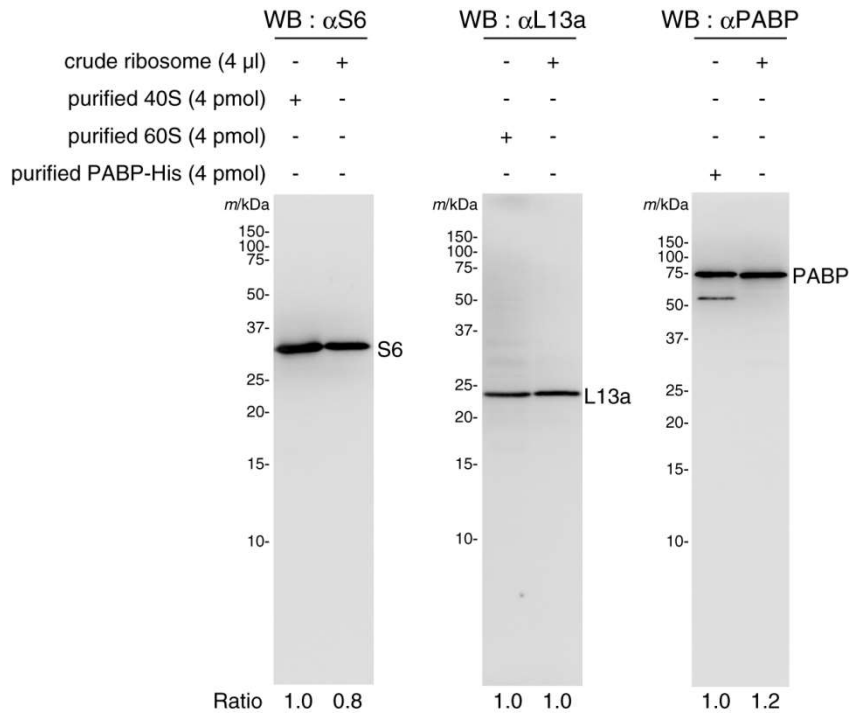 WB : αS6 WB : αL13a WB : αPABP
crude ribosome (4 µl) - + - + - +
purified 40S (4 pmol) + - - - - -
purified 60S (4 pmol) - - + - - -
purified PABP-His (4 pmol) - - - - + -
m/kDa m/kDa m/kDa
150- 150- 150-
100- 100- 100-
75- 75- 75- PABP
50- 50- 50-
37- 37- 37-
S6
25- 25- L13a 25-
20- 20- 20-
15- 15- 15-
10- 10- 10-
Ratio 1.0 0.8 1.0 1.0 1.0 1.2